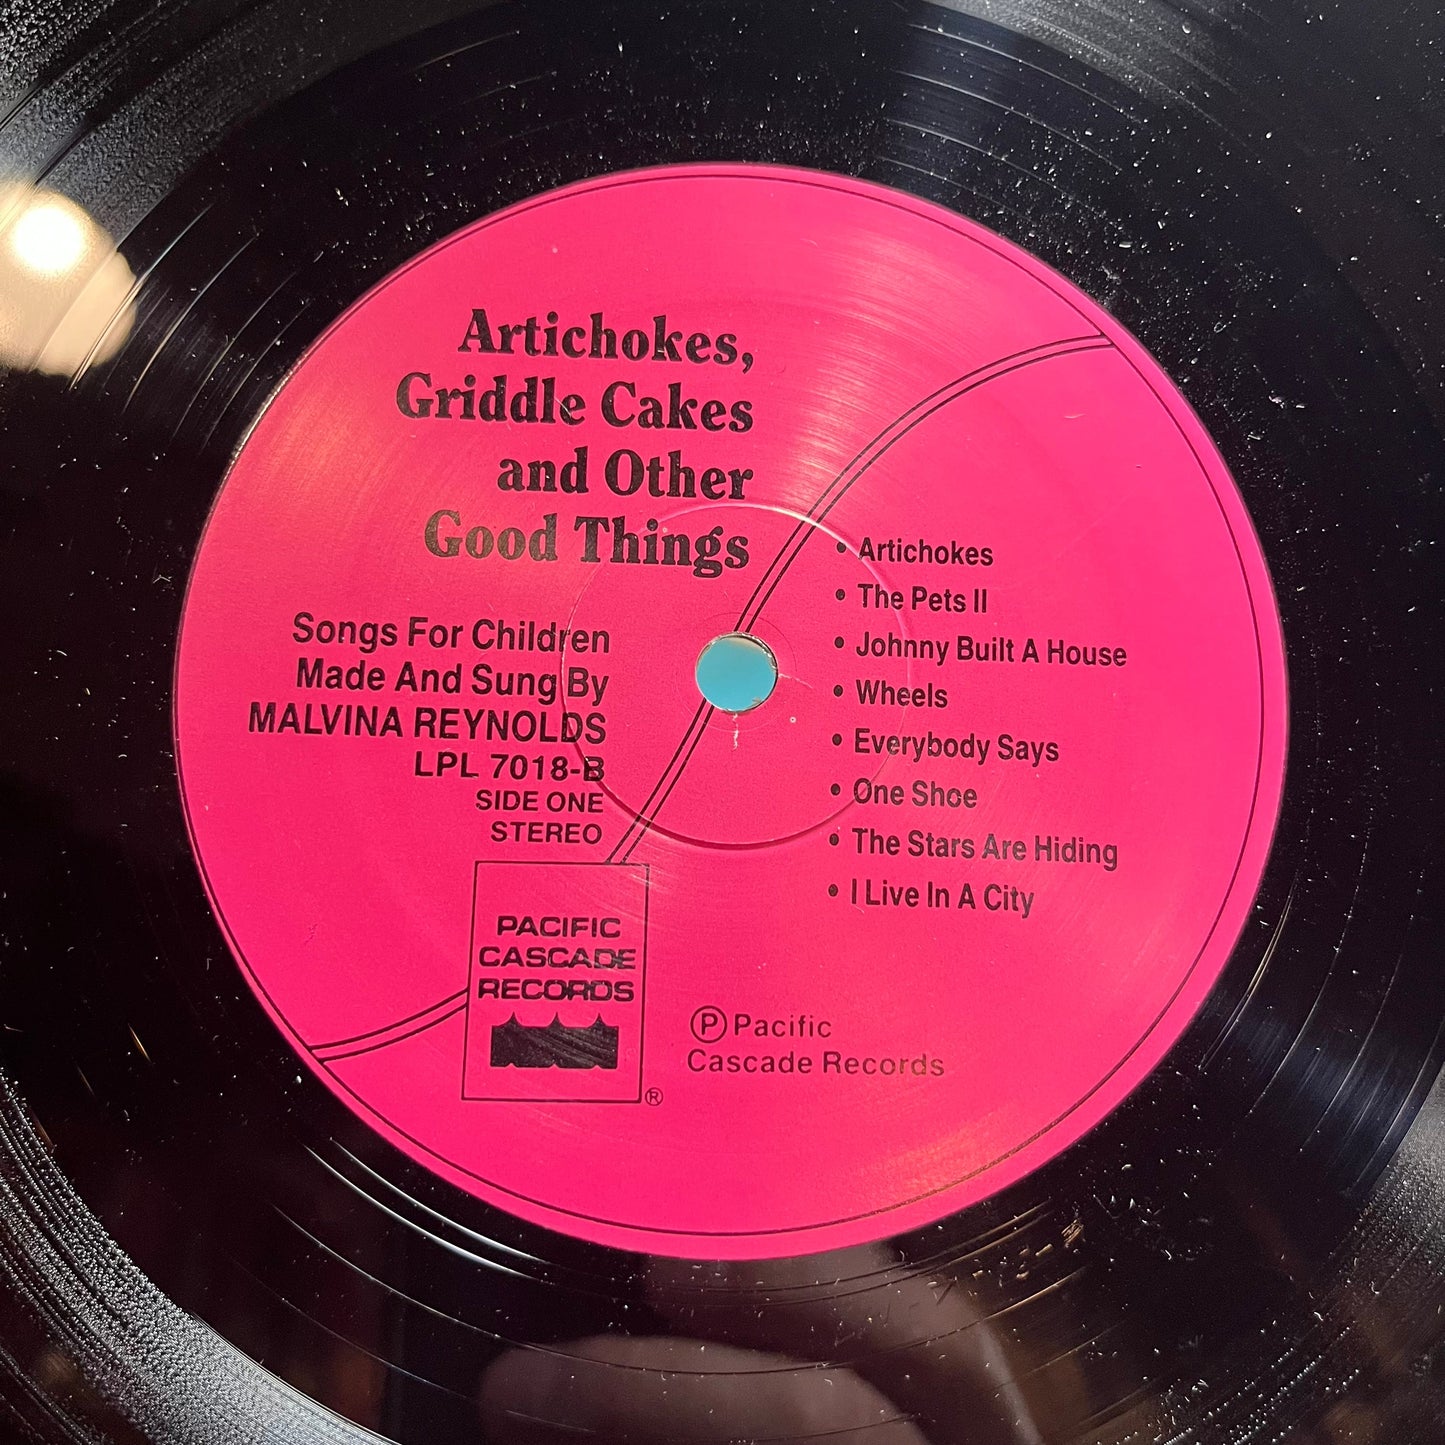 Artichokes,
Griddle Cakes
and Other
Good Things
Songs For Children
Made And Sung By
MALVINA REYNOLDS
LPL 7018-B
SIDE ONE
STEREO
• Artichokes
• The Pets II
• Johnny Built A House
• Wheels
• Everybody Says
• One Shoe
• The Stars Are Hiding
• I Live In A City
PACIFIC
CASCADE
RECORDS
®
Ⓟ Pacific
Cascade Records